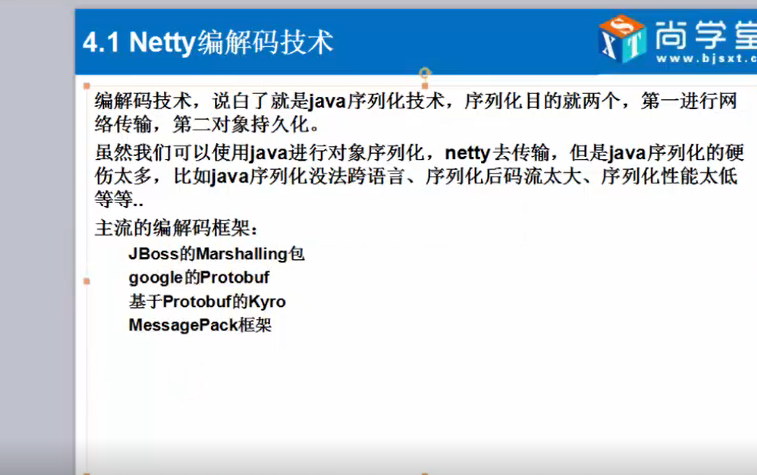 4.1 Netty编解码技术
尚学堂
www.bjsxt.c
编解码技术，说白了就是java序列化技术，序列化目的就两个，第一进行网
络传输，第二对象持久化。
虽然我们可以使用java进行对象序列化，netty去传输，但是java序列化的硬
伤太多，比如java序列化没法跨语言、序列化后码流太大、序列化性能太低
等等..
主流的编解码框架：
JBoss的Marshalling包
google的Protobuf
基于Protobuf的Kyro
MessagePack框架